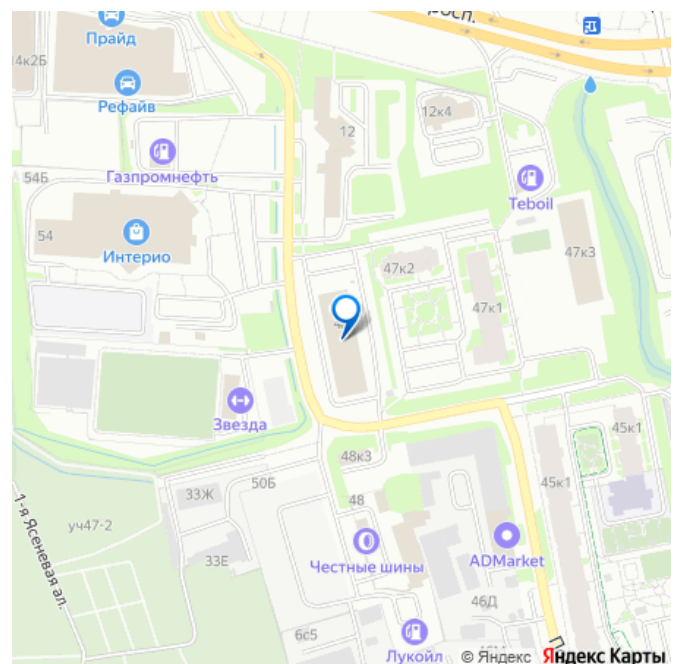 росп.
Прайд
14к2Б
Рефайв
12к4
12
Газпромнефть
54Б
Teboil
54
Интерио
47к2
47к3
47к1
Звезда
48к3
45к1
50Б
45к1
33Ж
48
1-я Ясеневая ал.
уч47-2
33Е
Честные шины
ADMarket
46Д
6с5
Лукойл
© Яндекс Яндекс Карты